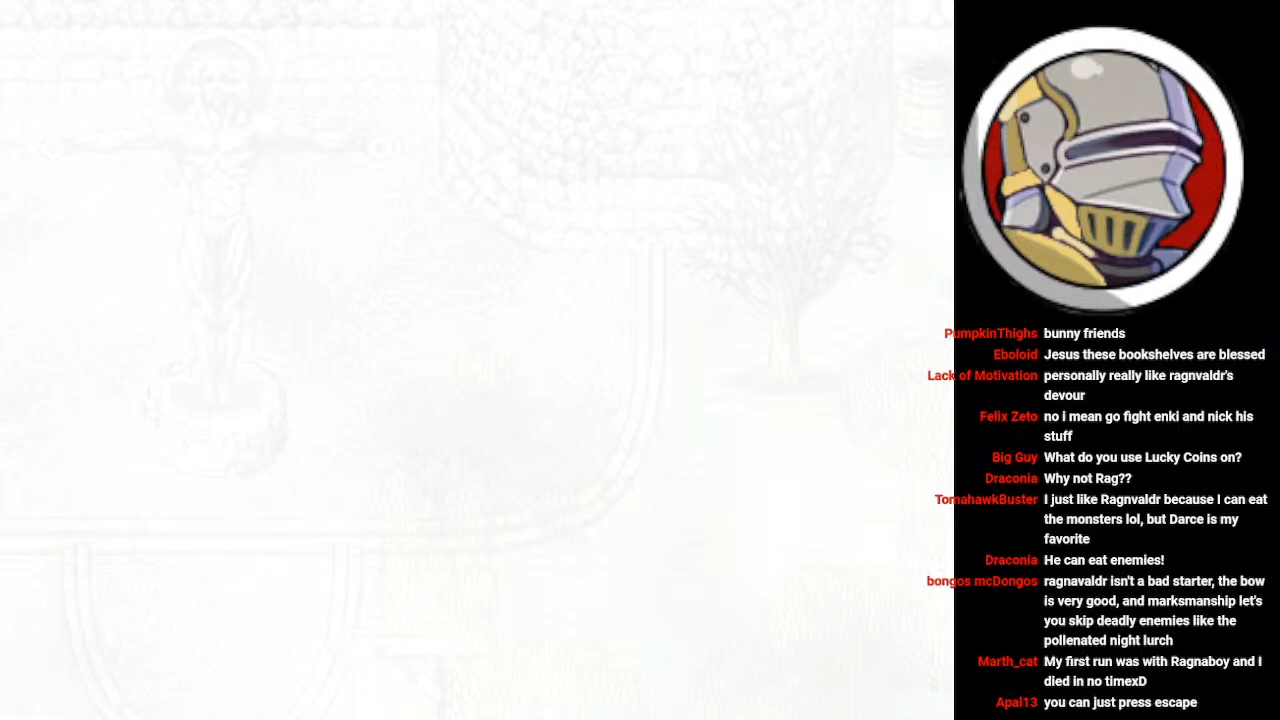 PumpkinThighs bunny friends
Eboloid Jesus these bookshelves are blessed
Lack of Motivation personally really like ragnvaldr's
devour
Felix Zeto no i mean go fight enki and nick his
stuff
Big Guy What do you use Lucky Coins on?
Draconia Why not Rag??
TomahawkBuster I just like Ragnvaldr because I can eat
the monsters lol, but Darce is my
favorite
Draconia He can eat enemies!
bongos mcDongos ragnavaldr isn't a bad starter, the bow
is very good, and marksmanship let's
you skip deadly enemies like the
pollenated night lurch
Marth_cat My first run was with Ragnaboy and I
died in no timexD
Apal13 you can just press escape